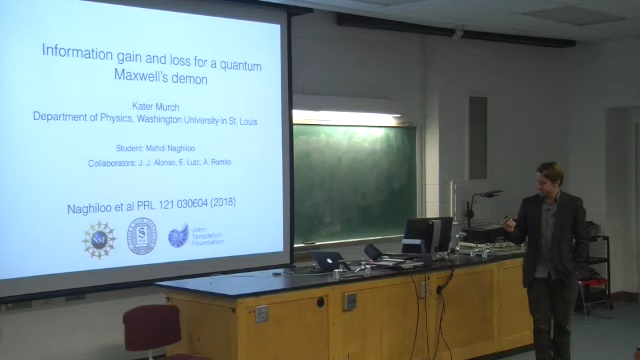 Information gain and loss for a quantum
Maxwell's demon
Kater Murch
Department of Physics, Washington University in St. Louis
Student: Mahdi Naghiloo
Collaborators: J. J. Alonso, E. Lutz, A. Romito
Naghiloo et al PRL 121 030604 (2018)
John
Templeton
Foundation